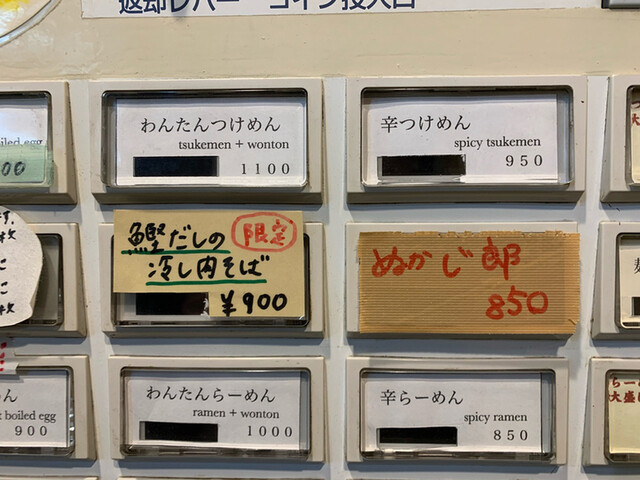 返却レバー コイン投入口
わんたんつけめん
tsukemen + wonton
1100
辛つけめん
spicy tsukemen
950
鰹だしの
限定
冷し肉そば
¥900
ぬかじ郎
850
boiled egg
900
わんたんらーめん
ramen + wonton
1000
辛らーめん
spicy ramen
850